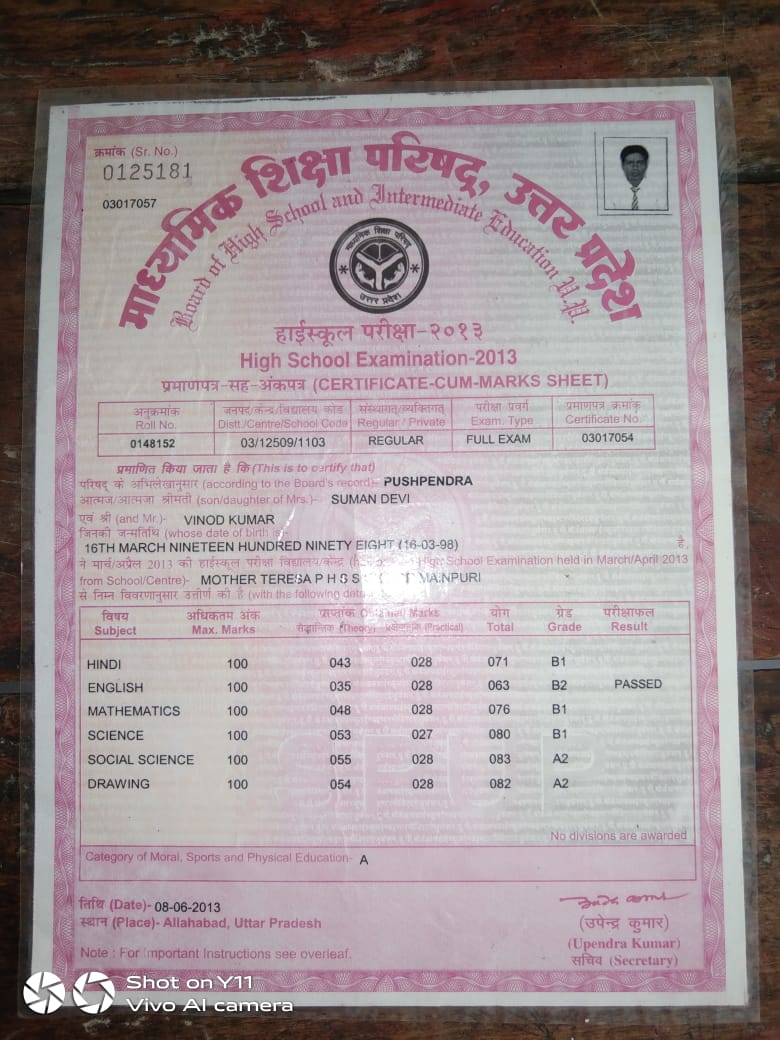 क्रमांक (Sr. No.)
0125181
03017057
माध्यमिक शिक्षा परिषद्, उत्तर प्रदेश
Board of High School and Intermediate Education U.P.
माध्यमिक शिक्षा परिषद्
उत्तर प्रदेश
हाईस्कूल परीक्षा-२०१३
High School Examination-2013
प्रमाणपत्र-सह-अंकपत्र (CERTIFICATE-CUM-MARKS SHEET)
अनुक्रमांक जनपद/केन्द्र/विद्यालय कोड संस्थागत/व्यक्तिगत परीक्षा प्रवर्ग प्रमाणपत्र क्रमांक
Roll No. Distt./Centre/School Code Regular / Private Exam. Type Certificate No.
0148152 03/12509/1103 REGULAR FULL EXAM 03017054
प्रमाणित किया जाता है कि (This is to certify that)
परिषद् के अभिलेखानुसार (according to the Board's record)- PUSHPENDRA
आत्मज/आत्मजा श्रीमती (son/daughter of Mrs.)- SUMAN DEVI
एवं श्री (and Mr.)- VINOD KUMAR
जिनकी जन्मतिथि (whose date of birth is)
16TH MARCH NINETEEN HUNDRED NINETY EIGHT (16-03-98) है,
ने मार्च/अप्रैल 2013 की हाईस्कूल परीक्षा विद्यालय/केन्द्र High School Examination held in March/April 2013
from School/Centre)- MOTHER TERESA P H S S MAINPURI
से निम्न विवरणानुसार उत्तीर्ण की है (with the following
विषय अधिकतम अंक प्राप्तांक Obtained Marks योग ग्रेड परीक्षाफल
Subject Max. Marks सैद्धान्तिक (Theory) प्रयोगात्मक (Practical) Total Grade Result
HINDI 100 043 028 071 B1
ENGLISH 100 035 028 063 B2 PASSED
MATHEMATICS 100 048 028 076 B1
SCIENCE 100 053 027 080 B1
SOCIAL SCIENCE 100 055 028 083 A2
DRAWING 100 054 028 082 A2
No divisions are awarded
Category of Moral, Sports and Physical Education- A
तिथि (Date)- 08-06-2013
स्थान (Place)- Allahabad, Uttar Pradesh
(उपेन्द्र कुमार)
(Upendra Kumar)
सचिव (Secretary)
Note : For Important Instructions see overleaf.
Shot on Y11
Vivo AI camera